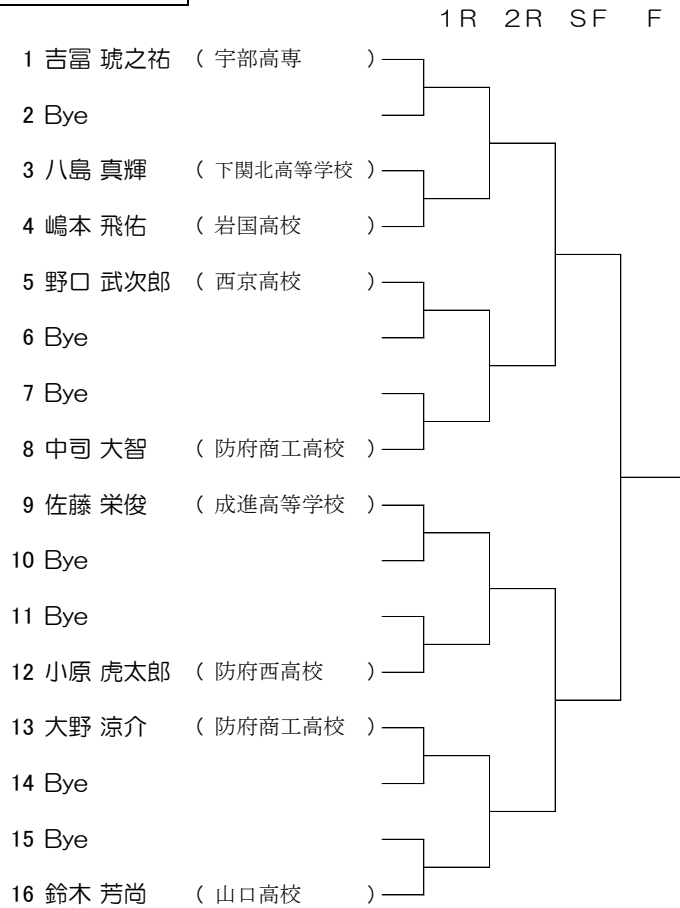 1R 2R SF F
1 吉冨 琥之祐 ( 宇部高専 )
2 Bye
3 八島 真輝 ( 下関北高等学校 )
4 嶋本 飛佑 ( 岩国高校 )
5 野口 武次郎 ( 西京高校 )
6 Bye
7 Bye
8 中司 大智 ( 防府商工高校 )
9 佐藤 栄俊 ( 成進高等学校 )
10 Bye
11 Bye
12 小原 虎太郎 ( 防府西高校 )
13 大野 涼介 ( 防府商工高校 )
14 Bye
15 Bye
16 鈴木 芳尚 ( 山口高校 )